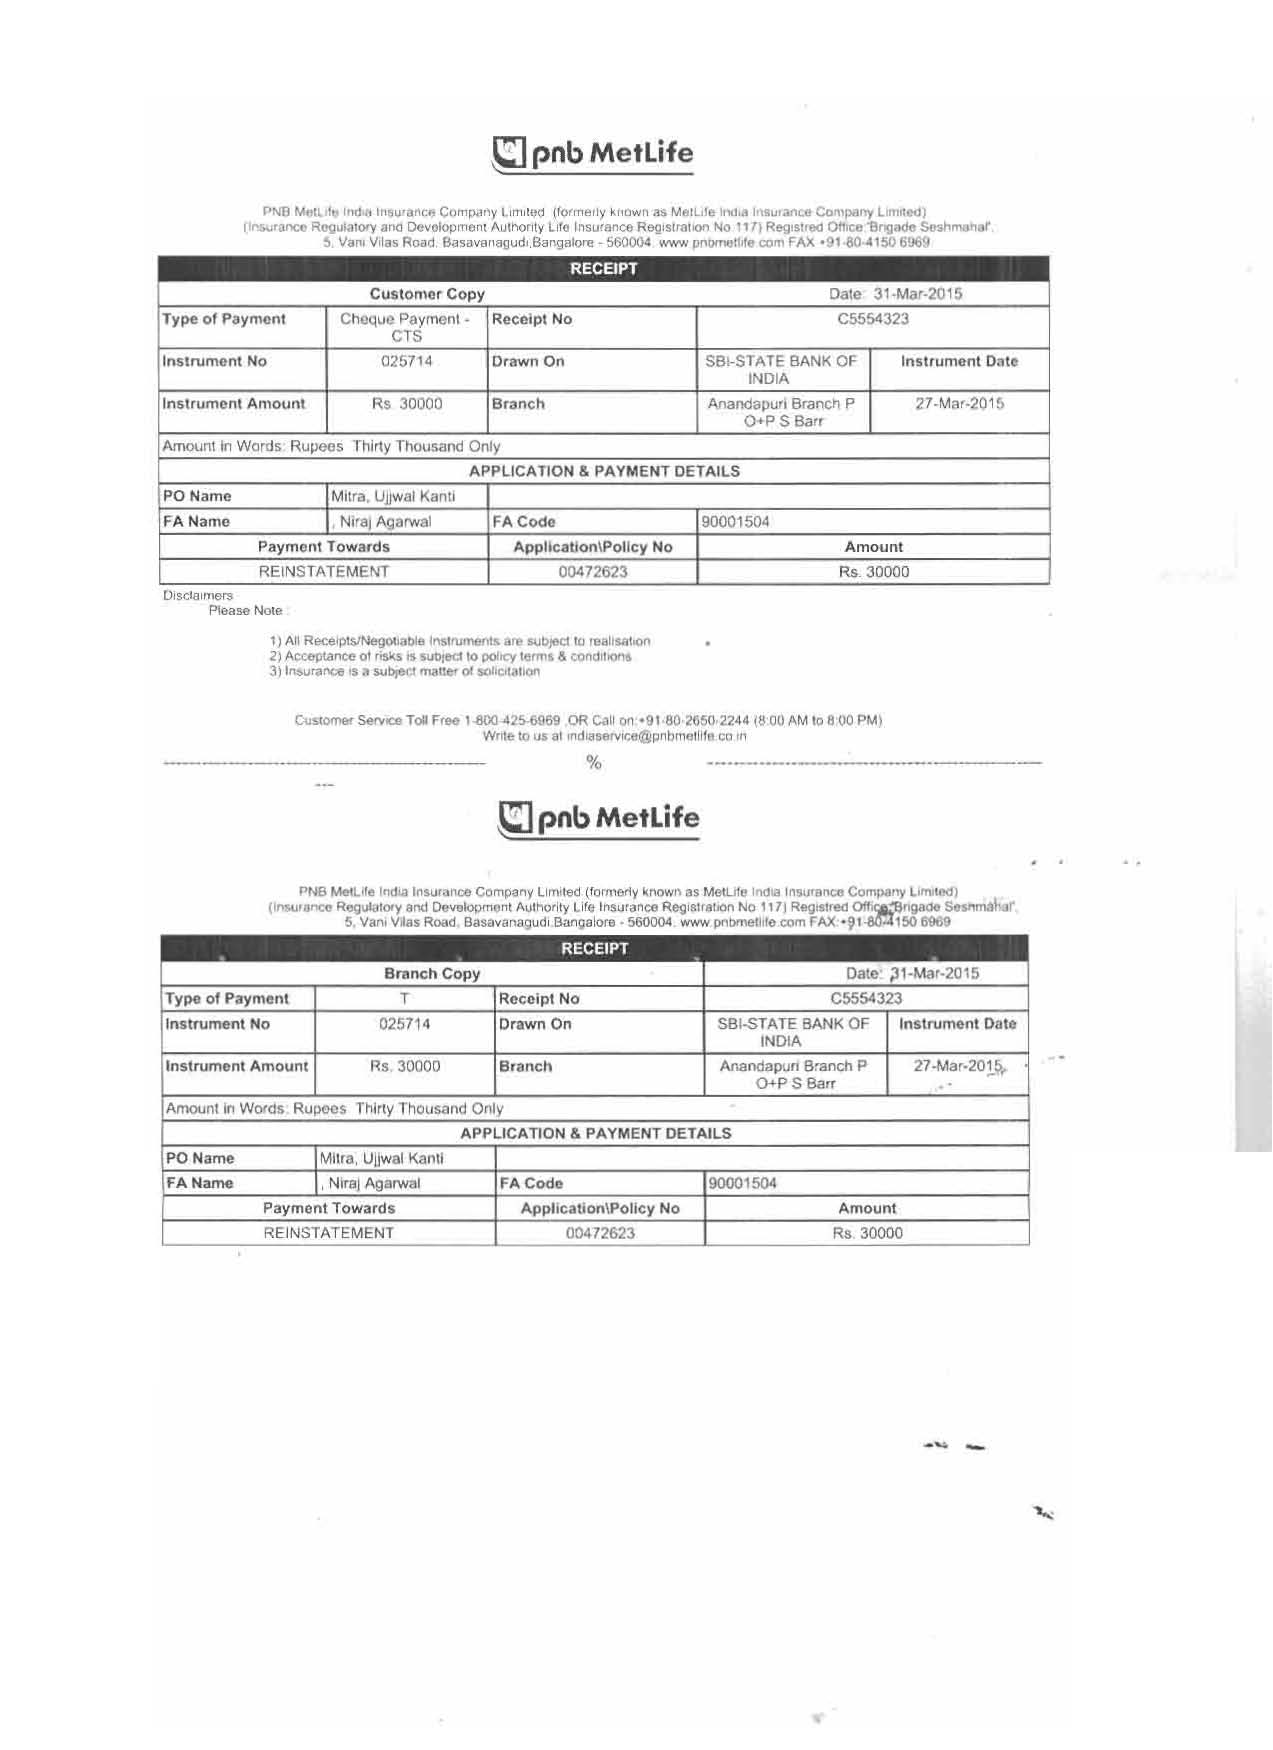 pnb MetLife
PNB MetLife India Insurance Company Limited (formerly known as MetLife India Insurance Company Limited)
(Insurance Regulatory and Development Authority Life Insurance Registration No 117) Registred Office:"Brigade Seshmahal",
5, Vani Vilas Road, Basavanagudi,Bangalore - 560004. www.pnbmetlife.com FAX +91-80-4150 6969
RECEIPT
Customer Copy Date: 31-Mar-2015
Type of Payment Cheque Payment - Receipt No C5554323
CTS
Instrument No 025714 Drawn On SBI-STATE BANK OF Instrument Date
INDIA
Instrument Amount Rs. 30000 Branch Anandapuri Branch P 27-Mar-2015
O+P S Barr
Amount in Words: Rupees Thirty Thousand Only
APPLICATION & PAYMENT DETAILS
PO Name Mitra, Ujjwal Kanti
FA Name , Niraj Agarwal FA Code 90001504
Payment Towards Application\Policy No Amount
REINSTATEMENT 00472623 Rs. 30000
Disclaimers
Please Note :
1) All Receipts/Negotiable Instruments are subject to realisation
2) Acceptance of risks is subject to policy terms & conditions
3) Insurance is a subject matter of solicitation
Customer Service Toll Free 1-800-425-6969 ,OR Call on:+91-80-2650-2244 (8:00 AM to 8:00 PM)
Write to us at indiaservice@pnbmetlife.co.in
%
pnb MetLife
PNB MetLife India Insurance Company Limited (formerly known as MetLife India Insurance Company Limited)
(Insurance Regulatory and Development Authority Life Insurance Registration No 117) Registred Office:"Brigade Seshmahal",
5, Vani Vilas Road, Basavanagudi,Bangalore - 560004. www.pnbmetlife.com FAX:+91-80-4150 6969
RECEIPT
Branch Copy Date: 31-Mar-2015
Type of Payment T Receipt No C5554323
Instrument No 025714 Drawn On SBI-STATE BANK OF Instrument Date
INDIA
Instrument Amount Rs. 30000 Branch Anandapuri Branch P 27-Mar-2015
O+P S Barr
Amount in Words: Rupees Thirty Thousand Only
APPLICATION & PAYMENT DETAILS
PO Name Mitra, Ujjwal Kanti
FA Name , Niraj Agarwal FA Code 90001504
Payment Towards Application\Policy No Amount
REINSTATEMENT 00472623 Rs. 30000